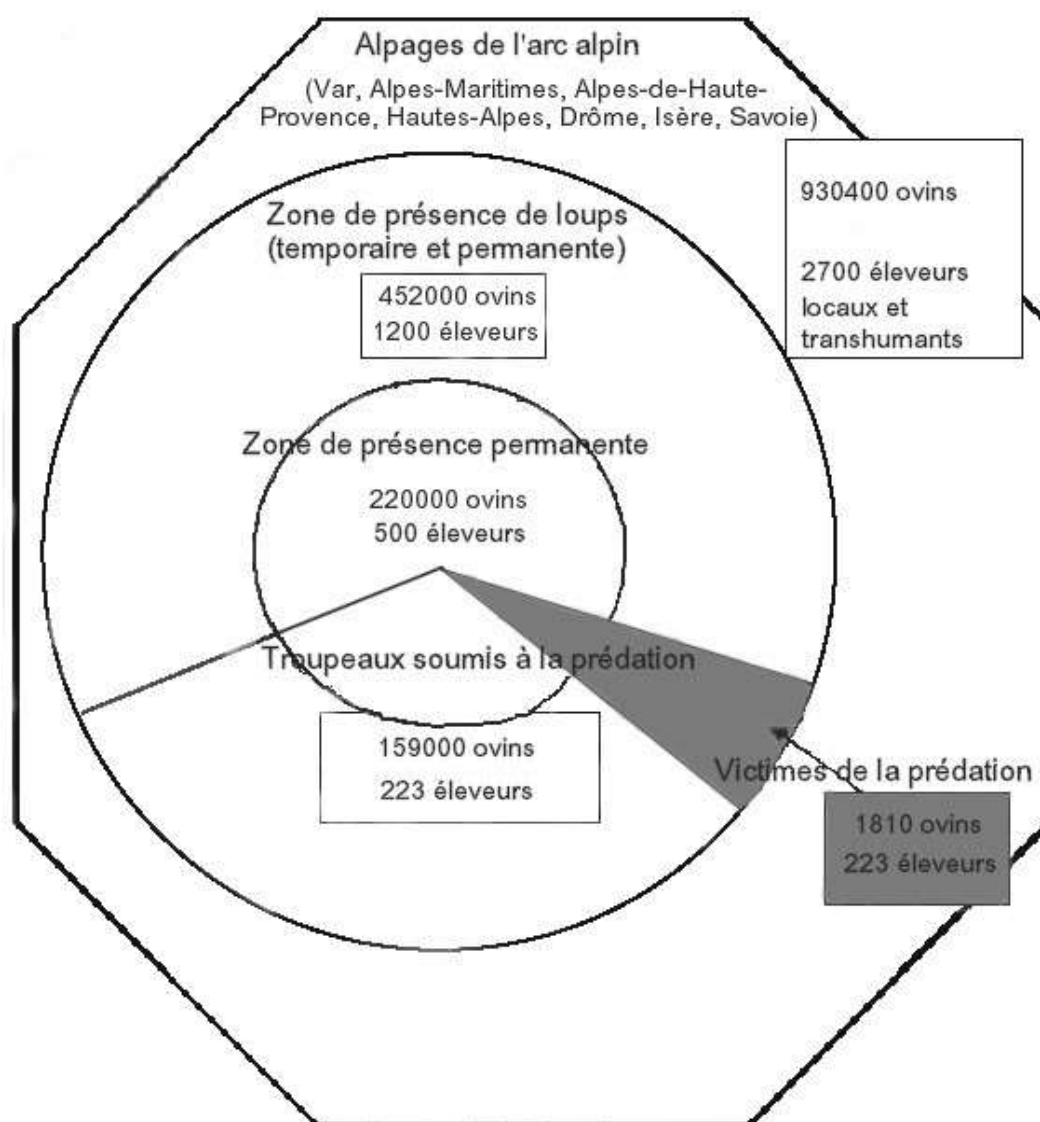 Alpages de l'arc alpin
(Var, Alpes-Maritimes, Alpes-de-Haute-
Provence, Hautes-Alpes, Drôme, Isère, Savoie)
930400 ovins
2700 éleveurs
locaux et
transhumants
Zone de présence de loups
(temporaire et permanente)
452000 ovins
1200 éleveurs
Zone de présence permanente
220000 ovins
500 éleveurs
Troupeaux soumis à la prédation
159000 ovins
223 éleveurs
Victimes de la prédation
1810 ovins
223 éleveurs